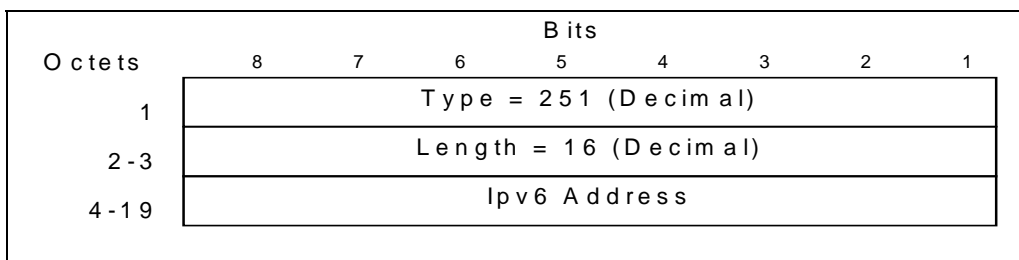 Bits
Octets 8 7 6 5 4 3 2 1
1 Type = 251 (Decimal)
2-3 Length = 16 (Decimal)
4-19 Ipv6 Address